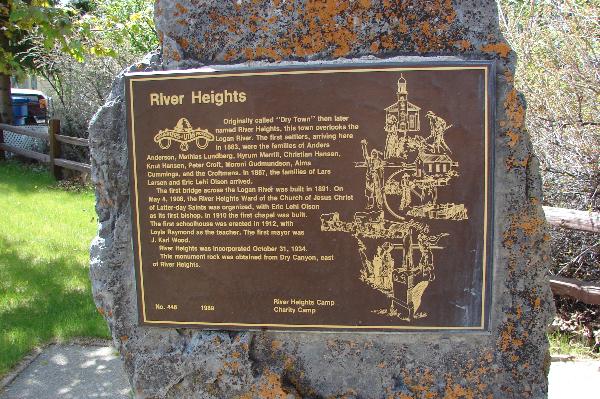 River Heights
Originally called "Dry Town" then later
named River Heights, this town overlooks the
Logan River. The first settlers, arriving here
in 1883, were the families of Anders
Anderson, Mathias Lundberg, Hyrum Merrill, Christian Hansen,
Knut Hansen, Peter Croft, Moroni Gudmundson, Alma
Cummings, and the Croftmens. In 1887, the families of Lars
Larsen and Eric Lehi Olson arrived.
The first bridge across the Logan River was built in 1891. On
May 4, 1908, the River Heights Ward of the Church of Jesus Christ
of Latter-day Saints was organized, with Eric Lehi Olson
as its first bishop. In 1910 the first chapel was built.
The first schoolhouse was erected in 1912, with
Layle Raymond as the teacher. The first mayor was
J. Karl Wood.
River Heights was incorporated October 31, 1934.
This monument rock was obtained from Dry Canyon, east
of River Heights.
No. 448 1989
River Heights Camp
Charity Camp